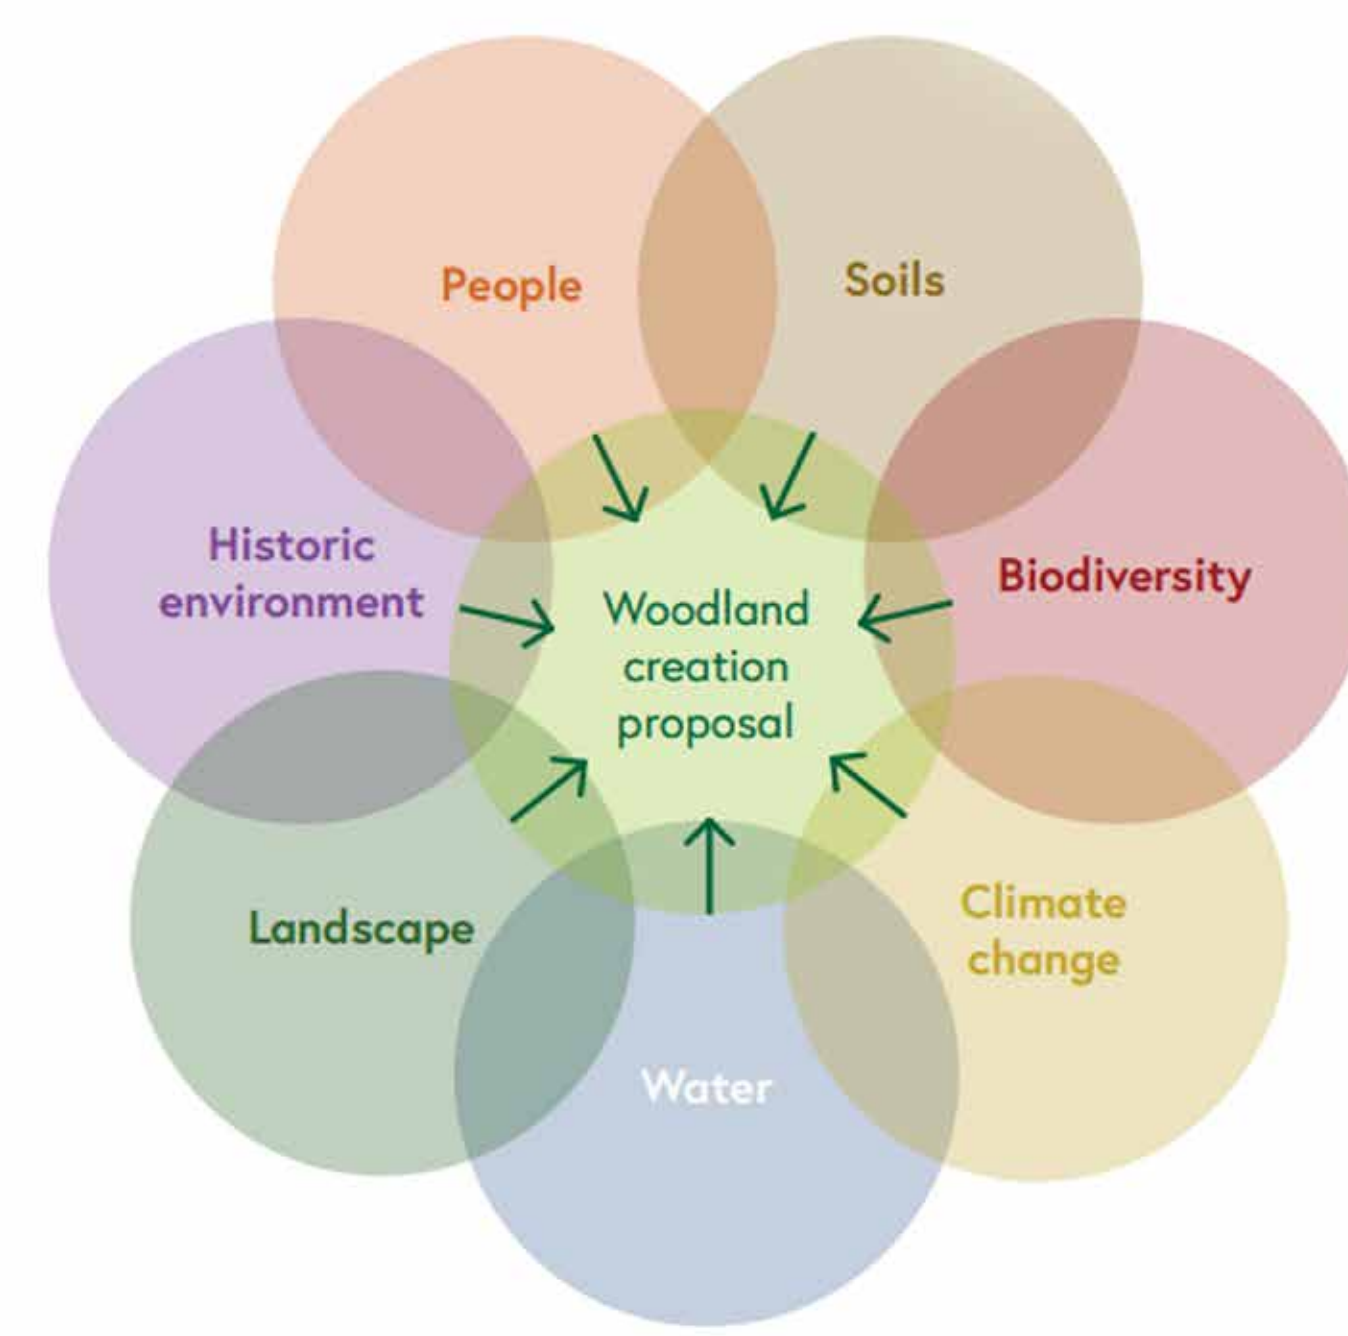 People
Soils
Historic
environment
Woodland
creation
proposal
Biodiversity
Landscape
Climate
change
Water